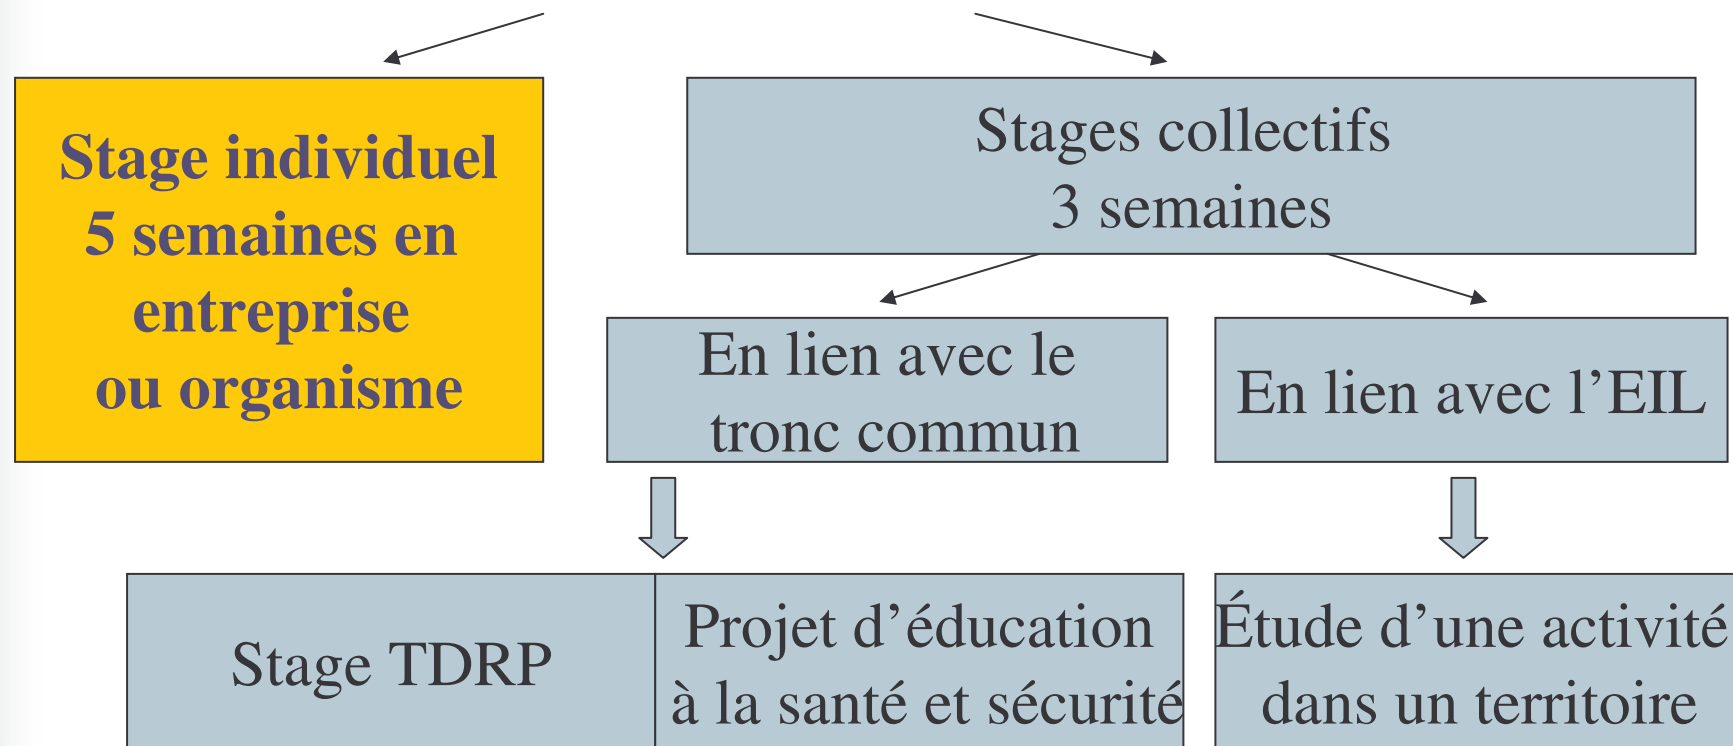 Stage individuel
5 semaines en
entreprise
ou organisme
Stages collectifs
3 semaines
En lien avec le
tronc commun
En lien avec l’EIL
Stage TDRP
Projet d’éducation
à la santé et sécurité
Étude d’une activité
dans un territoire